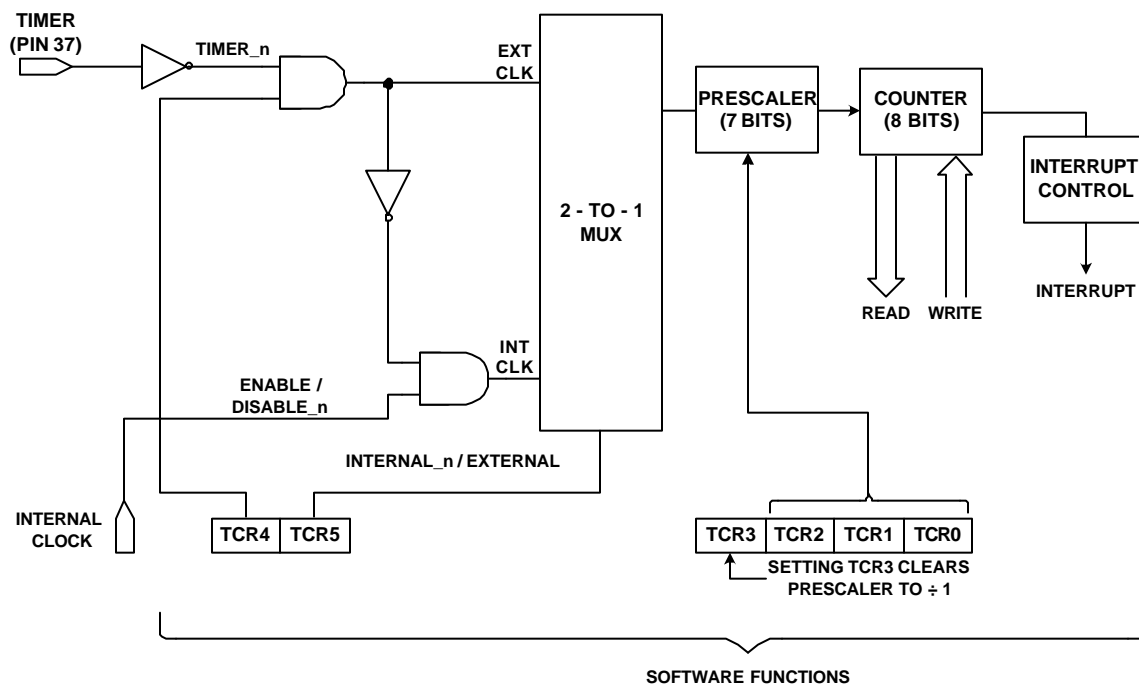 TIMER
(PIN 37)
TIMER_n
EXT
CLK
PRESCALER
(7 BITS)
COUNTER
(8 BITS)
INTERRUPT
CONTROL
2 - TO - 1
MUX
INTERRUPT
READ
WRITE
INT
CLK
ENABLE /
DISABLE_n
INTERNAL_n / EXTERNAL
INTERNAL
CLOCK
TCR4
TCR5
TCR3
TCR2
TCR1
TCR0
SETTING TCR3 CLEARS
PRESCALER TO ÷ 1
SOFTWARE FUNCTIONS